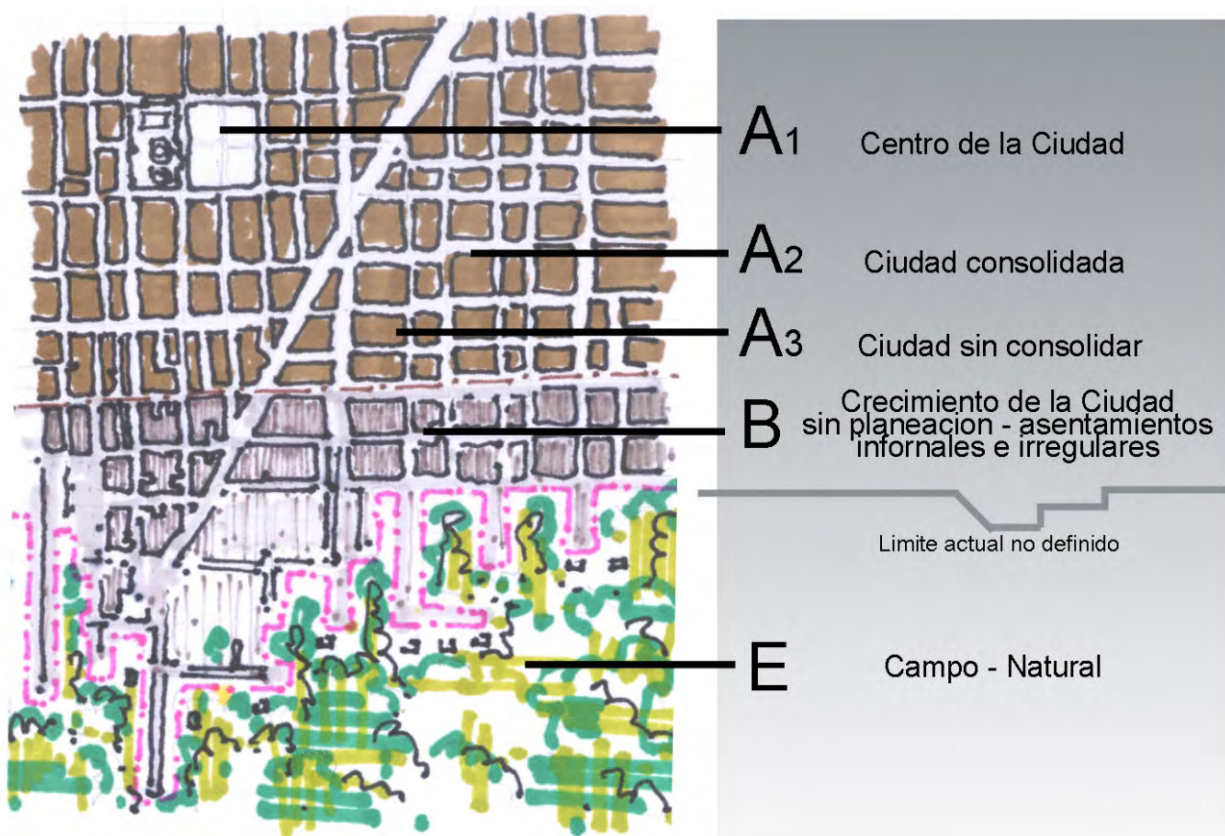 A1 Centro de la Ciudad
A2 Ciudad consolidada
A3 Ciudad sin consolidar
B Crecimiento de la Ciudad
sin planeacion - asentamientos
infornales e irregulares
Limite actual no definido
E Campo - Natural